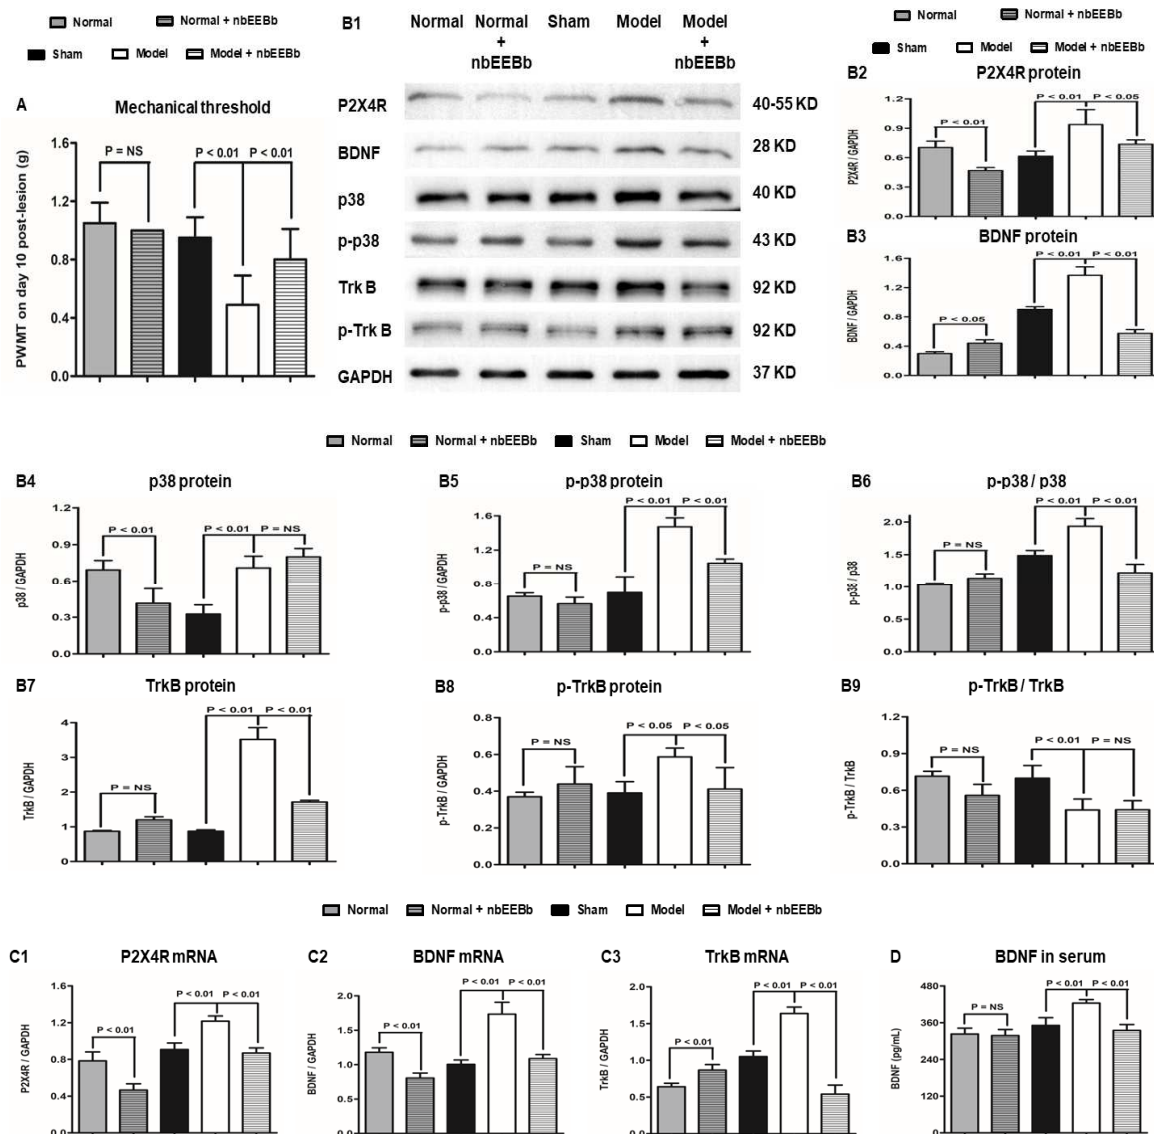 Normal Normal + nbEEBb
Sham Model Model + nbEEBb
A Mechanical threshold
PWMT on day 10 post-lesion (g)
1.6
1.2
0.8
0.4
0.0
P = NS P < 0.01 P < 0.01
B1 Normal Normal Sham Model Model
+ +
nbEEBb nbEEBb
P2X4R 40-55 KD
BDNF 28 KD
p38 40 KD
p-p38 43 KD
Trk B 92 KD
p-Trk B 92 KD
GAPDH 37 KD
Normal Normal + nbEEBb
Sham Model Model + nbEEBb
B2 P2X4R protein
P2X4R / GAPDH
1.2
0.9
0.6
0.3
0.0
P < 0.01 P < 0.01 P < 0.05
B3 BDNF protein
BDNF / GAPDH
1.6
1.2
0.8
0.4
0.0
P < 0.05 P < 0.01 P < 0.01
Normal Normal + nbEEBb Sham Model Model + nbEEBb
B4 p38 protein
p38 / GAPDH
1.2
0.9
0.6
0.3
0.0
P < 0.01 P < 0.01 P = NS
B5 p-p38 protein
p-p38 / GAPDH
1.6
1.2
0.8
0.4
0.0
P = NS P < 0.01 P < 0.01
B6 p-p38 / p38
p-p38 / p38
2.0
1.5
1.0
0.5
0.0
P = NS P < 0.01 P < 0.01
B7 TrkB protein
TrkB / GAPDH
4
3
2
1
0
P = NS P < 0.01 P < 0.01
B8 p-TrkB protein
p-TrkB / GAPDH
0.8
0.6
0.4
0.2
0.0
P = NS P < 0.05 P < 0.05
B9 p-TrkB / TrkB
p-TrkB / TrkB
1.2
0.9
0.6
0.3
0.0
P = NS P < 0.01 P = NS
Normal Normal + nbEEBb Sham Model Model + nbEEBb
C1 P2X4R mRNA
P2X4R / GAPDH
1.6
1.2
0.8
0.4
0.0
P < 0.01 P < 0.01 P < 0.01
C2 BDNF mRNA
BDNF / GAPDH
2.0
1.5
1.0
0.5
0.0
P < 0.01 P < 0.01 P < 0.01
C3 TrkB mRNA
TrkB / GAPDH
2.0
1.5
1.0
0.5
0.0
P < 0.01 P < 0.01 P < 0.01
D BDNF in serum
BDNF (pg/mL)
480
360
240
120
0
P = NS P < 0.01 P < 0.01